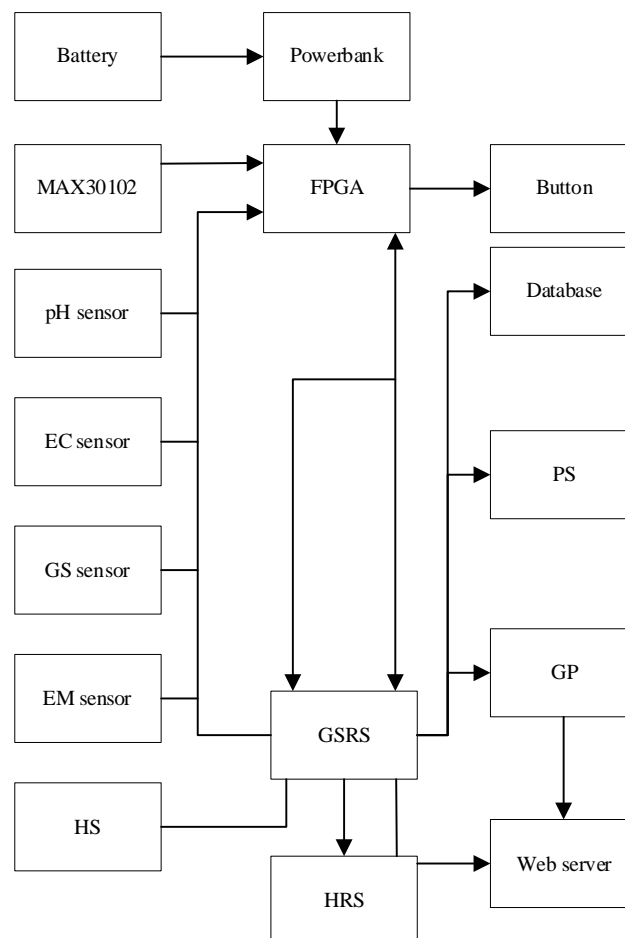 Battery
Powerbank
MAX30102
FPGA
Button
pH sensor
Database
EC sensor
PS
GS sensor
EM sensor
GP
GSRS
HS
HRS
Web server